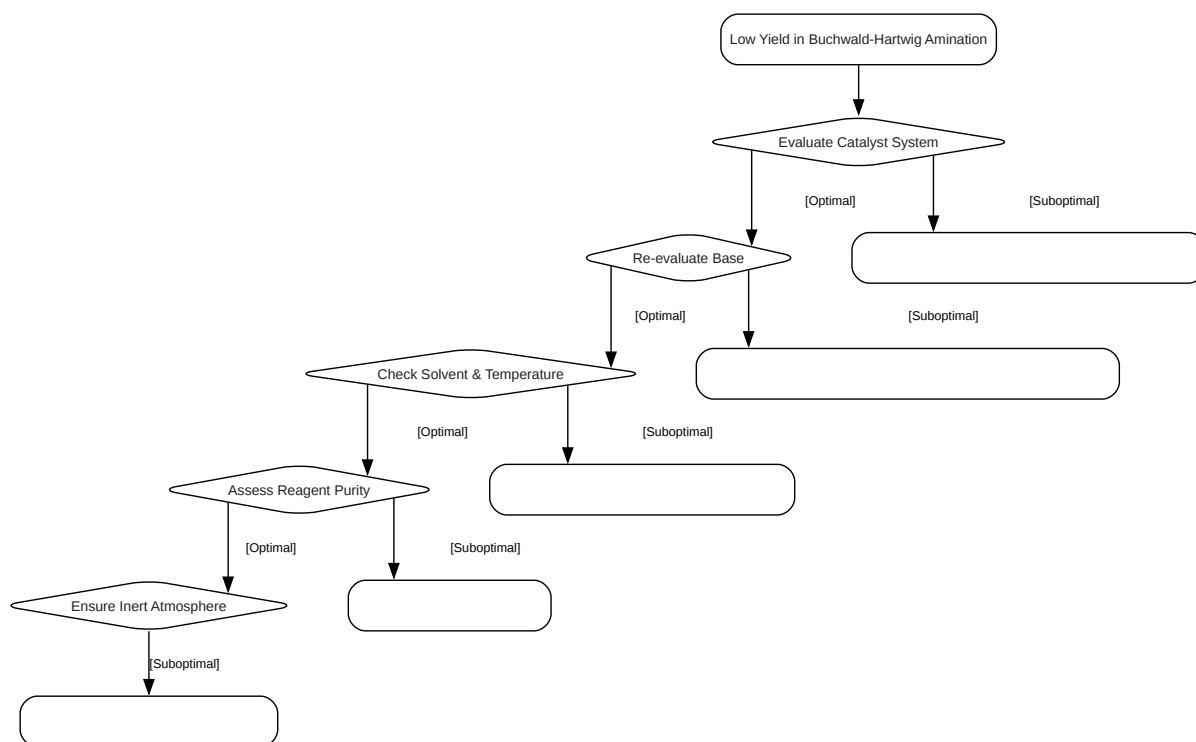 Low Yield in Buchwald-Hartwig Amination
Evaluate Catalyst System
[Optimal]
[Suboptimal]
Re-evaluate Base
[Optimal]
[Suboptimal]
Check Solvent & Temperature
[Optimal]
[Suboptimal]
Assess Reagent Purity
[Optimal]
[Suboptimal]
Ensure Inert Atmosphere
[Suboptimal]